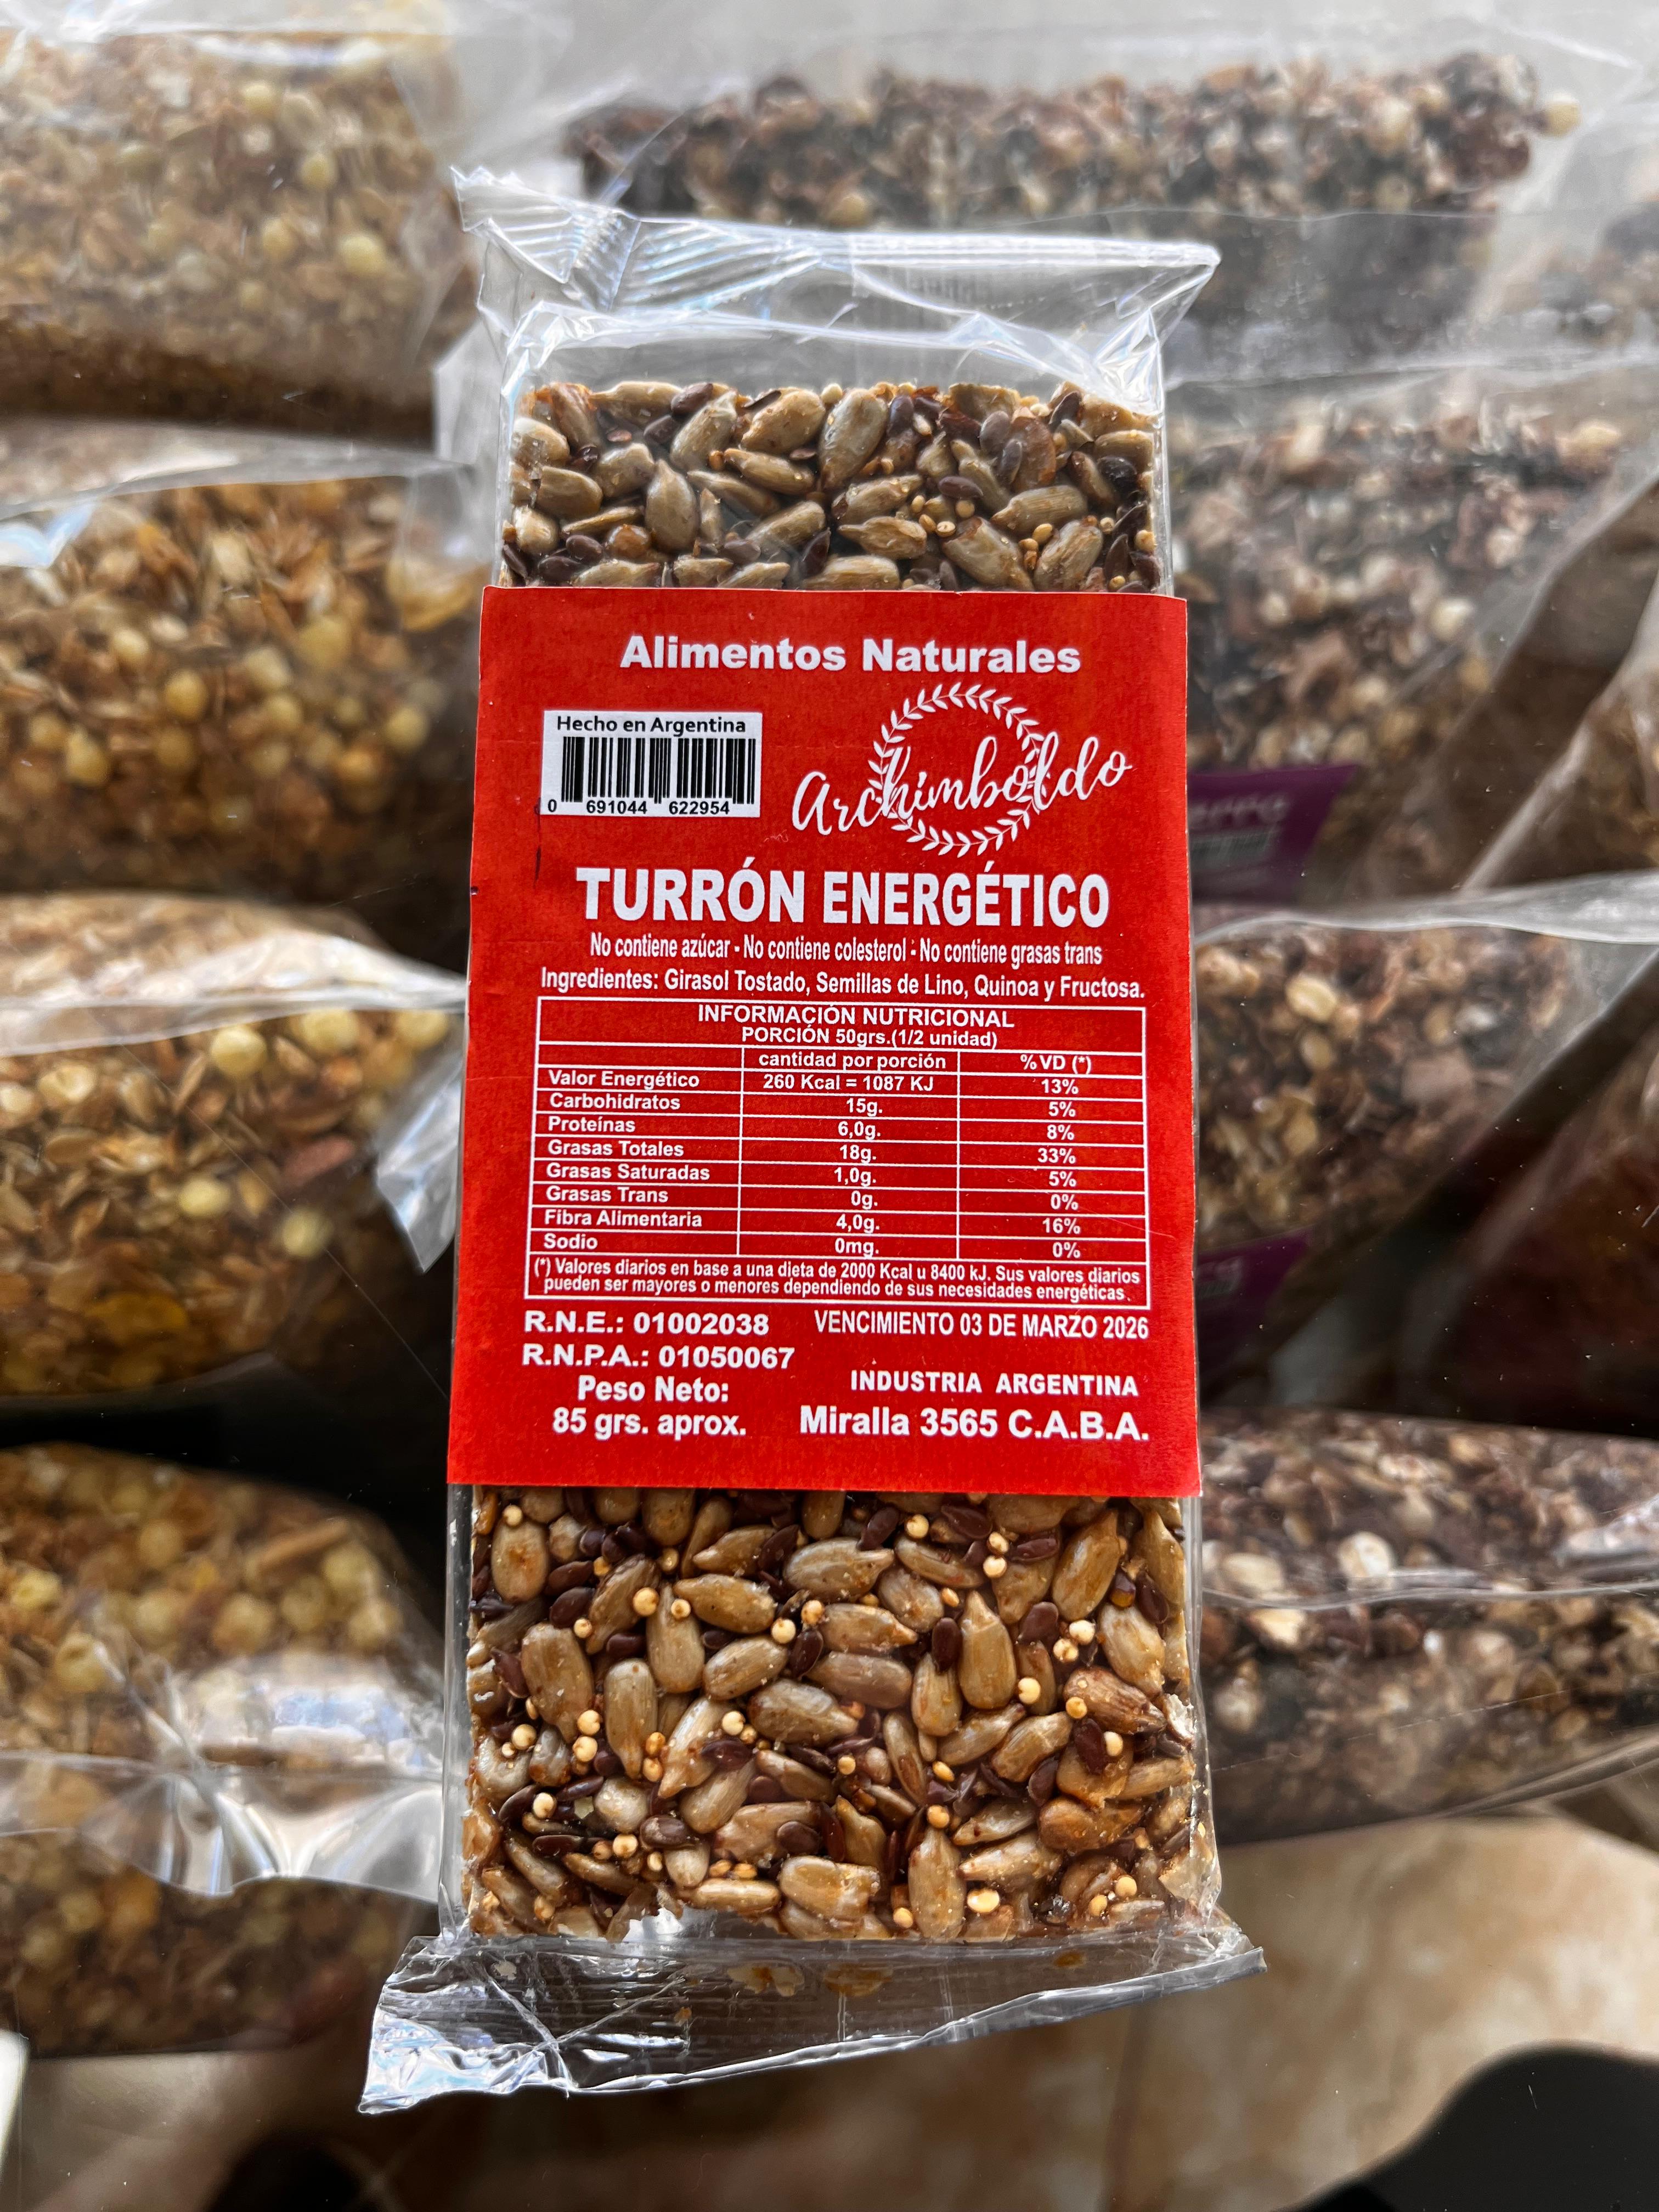 Alimentos Naturales
Hecho en Argentina
0 691044 622954
Archimboldo
TURRÓN ENERGÉTICO
No contiene azúcar - No contiene colesterol - No contiene grasas trans
Ingredientes: Girasol Tostado, Semillas de Lino, Quinoa y Fructosa.
INFORMACIÓN NUTRICIONAL
PORCIÓN 50grs.(1/2 unidad)
cantidad por porción %VD (*)
Valor Energético 260 Kcal = 1087 KJ 13%
Carbohidratos 15g. 5%
Proteínas 6,0g. 8%
Grasas Totales 18g. 33%
Grasas Saturadas 1,0g. 5%
Grasas Trans 0g. 0%
Fibra Alimentaria 4,0g. 16%
Sodio 0mg. 0%
(*) Valores diarios en base a una dieta de 2000 Kcal u 8400 kJ. Sus valores diarios
pueden ser mayores o menores dependiendo de sus necesidades energéticas.
R.N.E.: 01002038 VENCIMIENTO 03 DE MARZO 2026
R.N.P.A.: 01050067
INDUSTRIA ARGENTINA
Peso Neto:
85 grs. aprox. Miralla 3565 C.A.B.A.